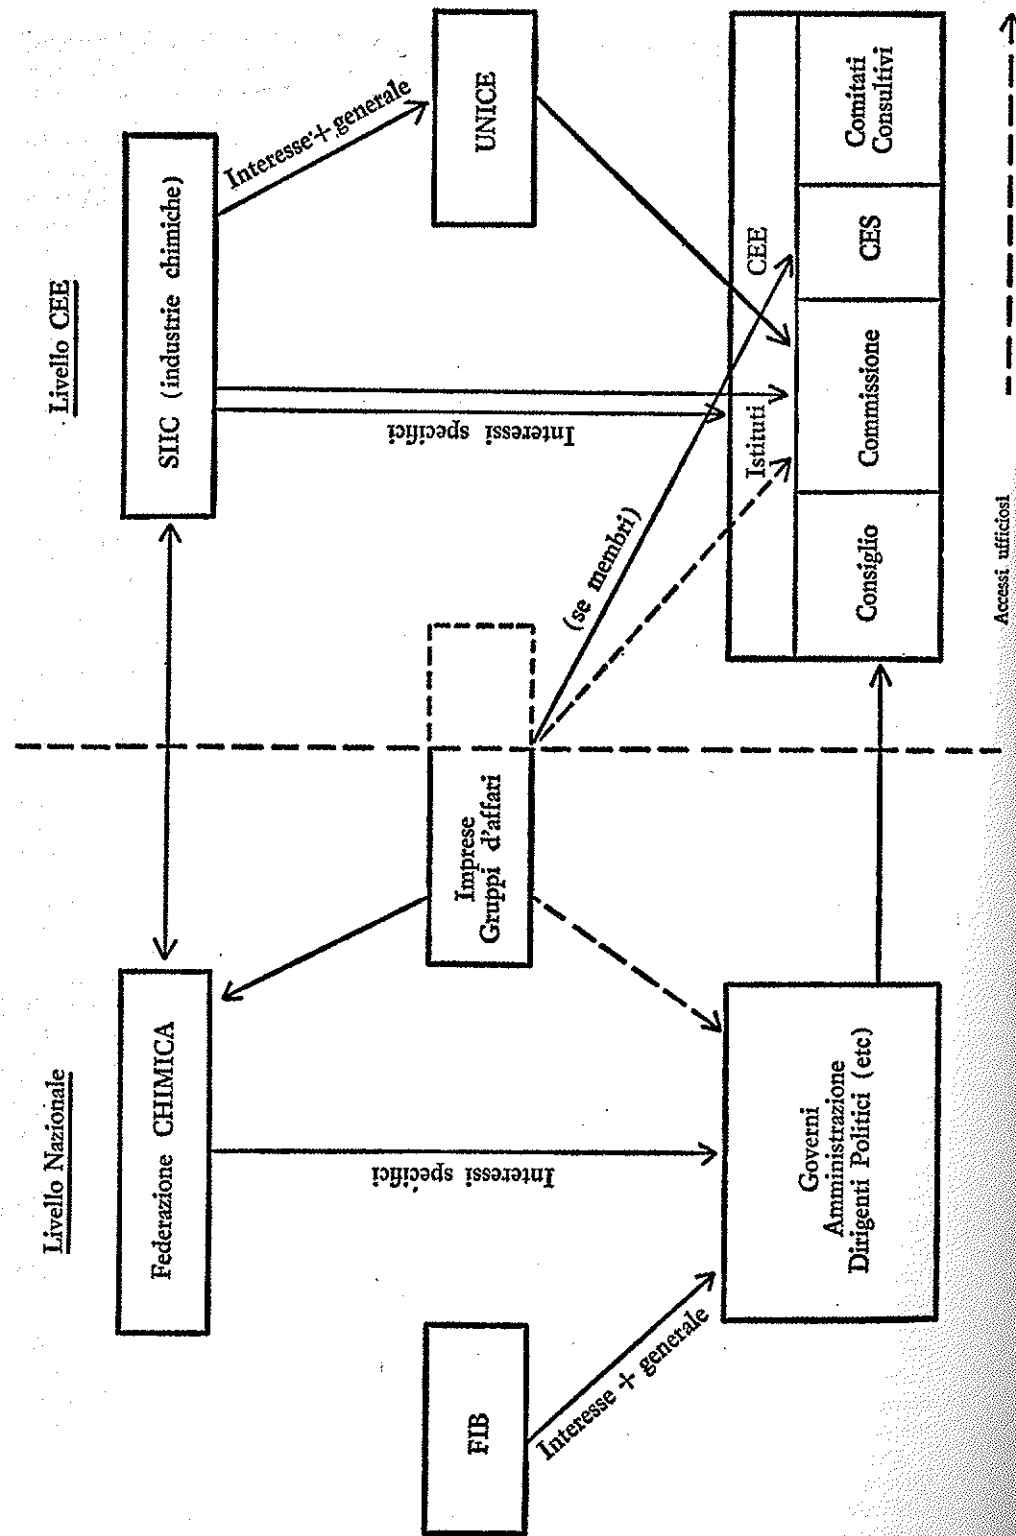 Livello Nazionale
Livello CEE
Federazione CHIMICA
SIIC (industrie chimiche)
Interesse + generale
Interessi specifici
Interessi specifici
FIB
Imprese
Gruppi d'affari
UNICE
Interesse + generale
(se membri)
Governi
Amministrazione
Dirigenti Politici (etc)
Istituti CEE
Consiglio
Commissione
CES
Comitati
Consultivi
Accessi ufficiosi